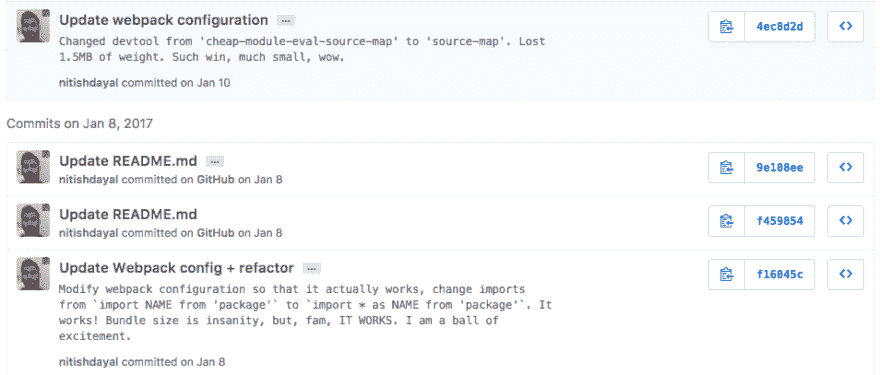 Update webpack configuration ...
4ec8d2d <>
Changed devtool from 'cheap-module-eval-source-map' to 'source-map'. Lost
1.5MB of weight. Such win, much small, wow.
nitishdayal committed on Jan 10
Commits on Jan 8, 2017
Update README.md ...
9e108ee <>
nitishdayal committed on GitHub on Jan 8
Update README.md
f459854 <>
nitishdayal committed on GitHub on Jan 8
Update Webpack config + refactor ...
f16045c <>
Modify webpack configuration so that it actually works, change imports
from `import NAME from 'package'` to `import * as NAME from 'package'`. It
works! Bundle size is insanity, but, fam, IT WORKS. I am a ball of
excitement.
nitishdayal committed on Jan 8